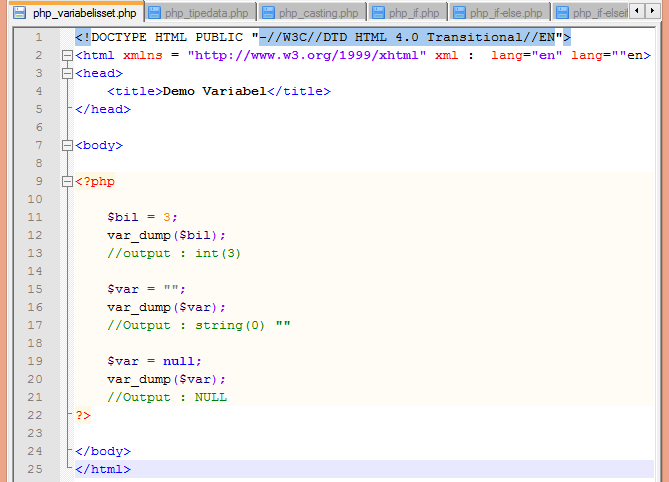 php_variabelisset.php php_tipedata.php php_casting.php php_if.php php_if-else.php php_if-elseif
1 <!DOCTYPE HTML PUBLIC "-//W3C//DTD HTML 4.0 Transitional//EN">
2 <html xmlns = "http://www.w3.org/1999/xhtml" xml :  lang="en" lang=""en>
3 <head>
4     <title>Demo Variabel</title>
5 </head>
6
7 <body>
8
9 <?php
10
11     $bil = 3;
12     var_dump($bil);
13     //output : int(3)
14
15     $var = "";
16     var_dump($var);
17     //Output : string(0) ""
18
19     $var = null;
20     var_dump($var);
21     //Output : NULL
22 ?>
23
24 </body>
25 </html>